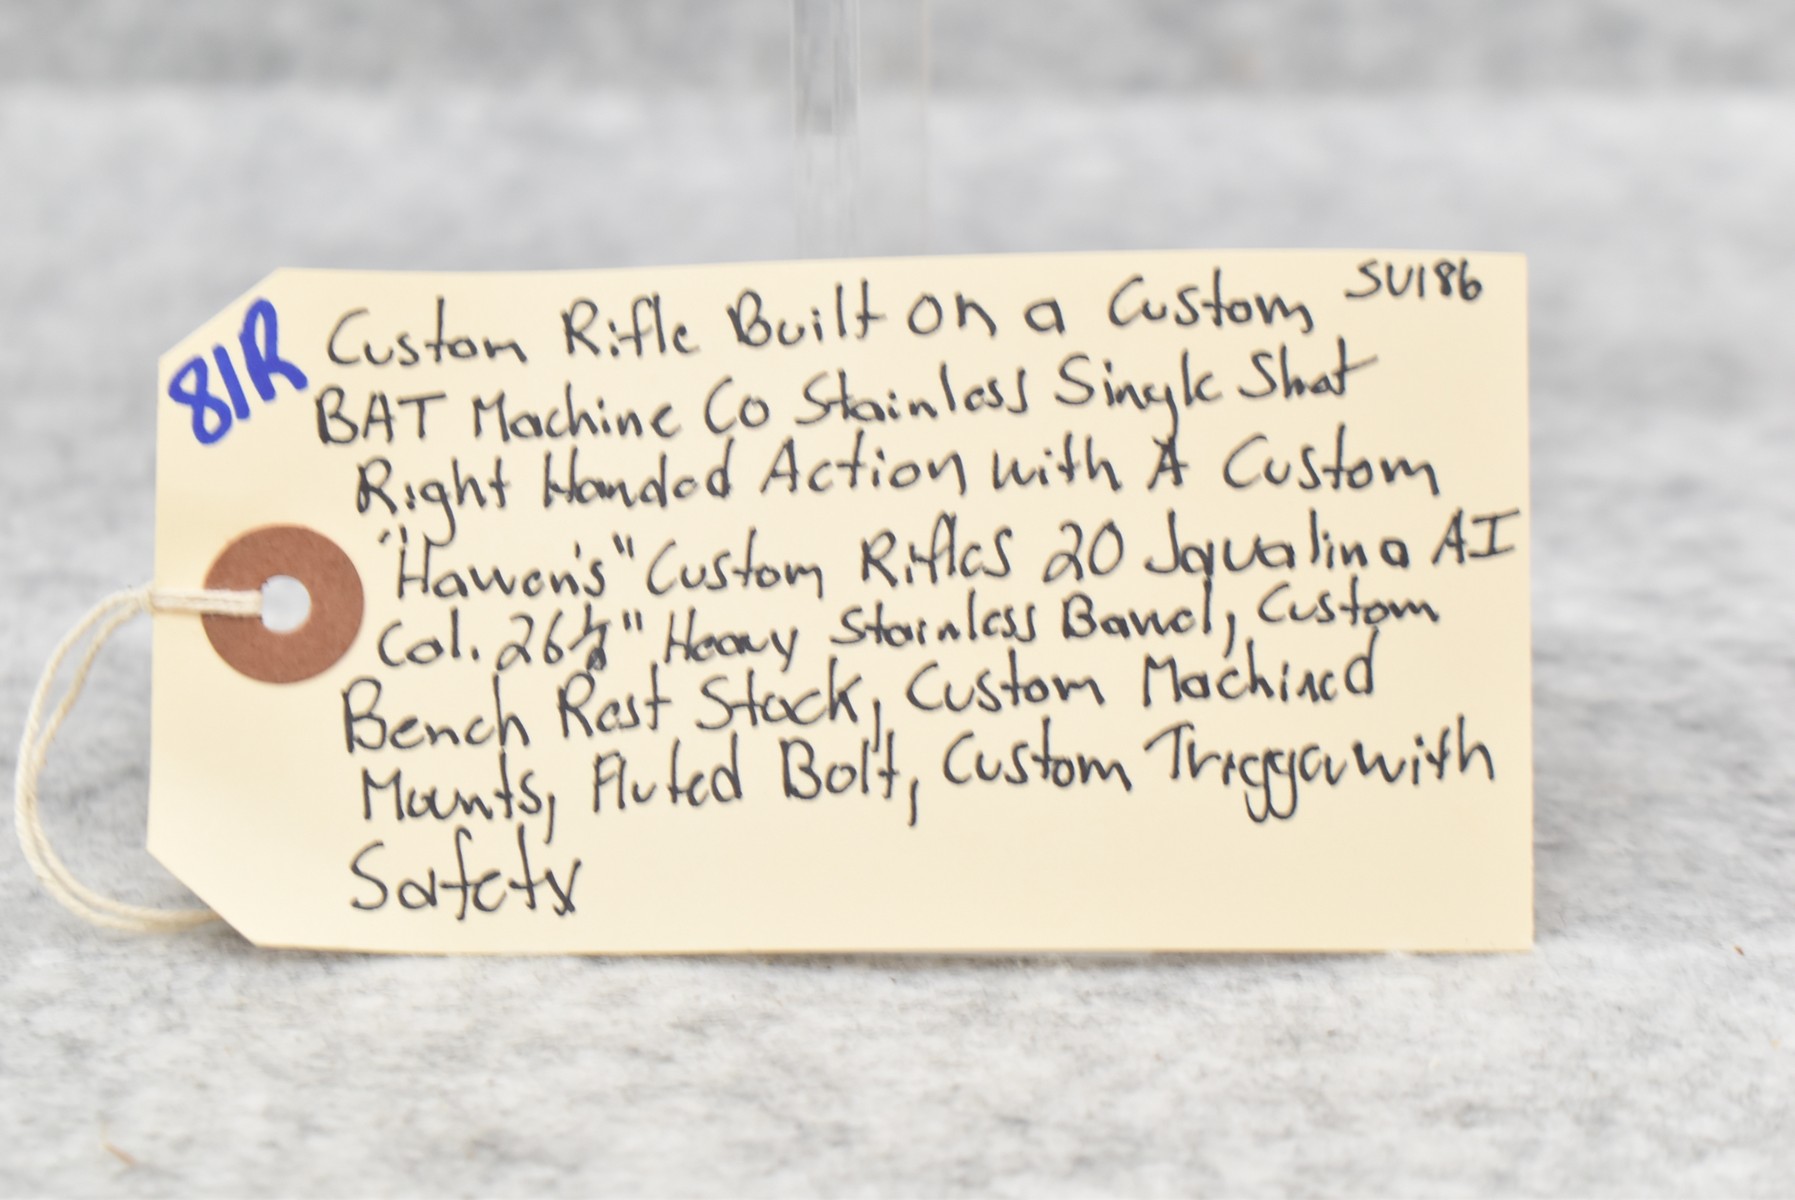 81R
Custom Rifle Built on a Custom SV186
BAT Machine Co Stainless Single Shot
Right Handed Action with A Custom
"Hawen's" Custom Rifles 20 Jqualina AI
Cal. 26½" Heavy Stainless Barrel, Custom
Bench Rest Stock, Custom Machined
Mounts, Fluted Bolt, Custom Trigger with
Safety